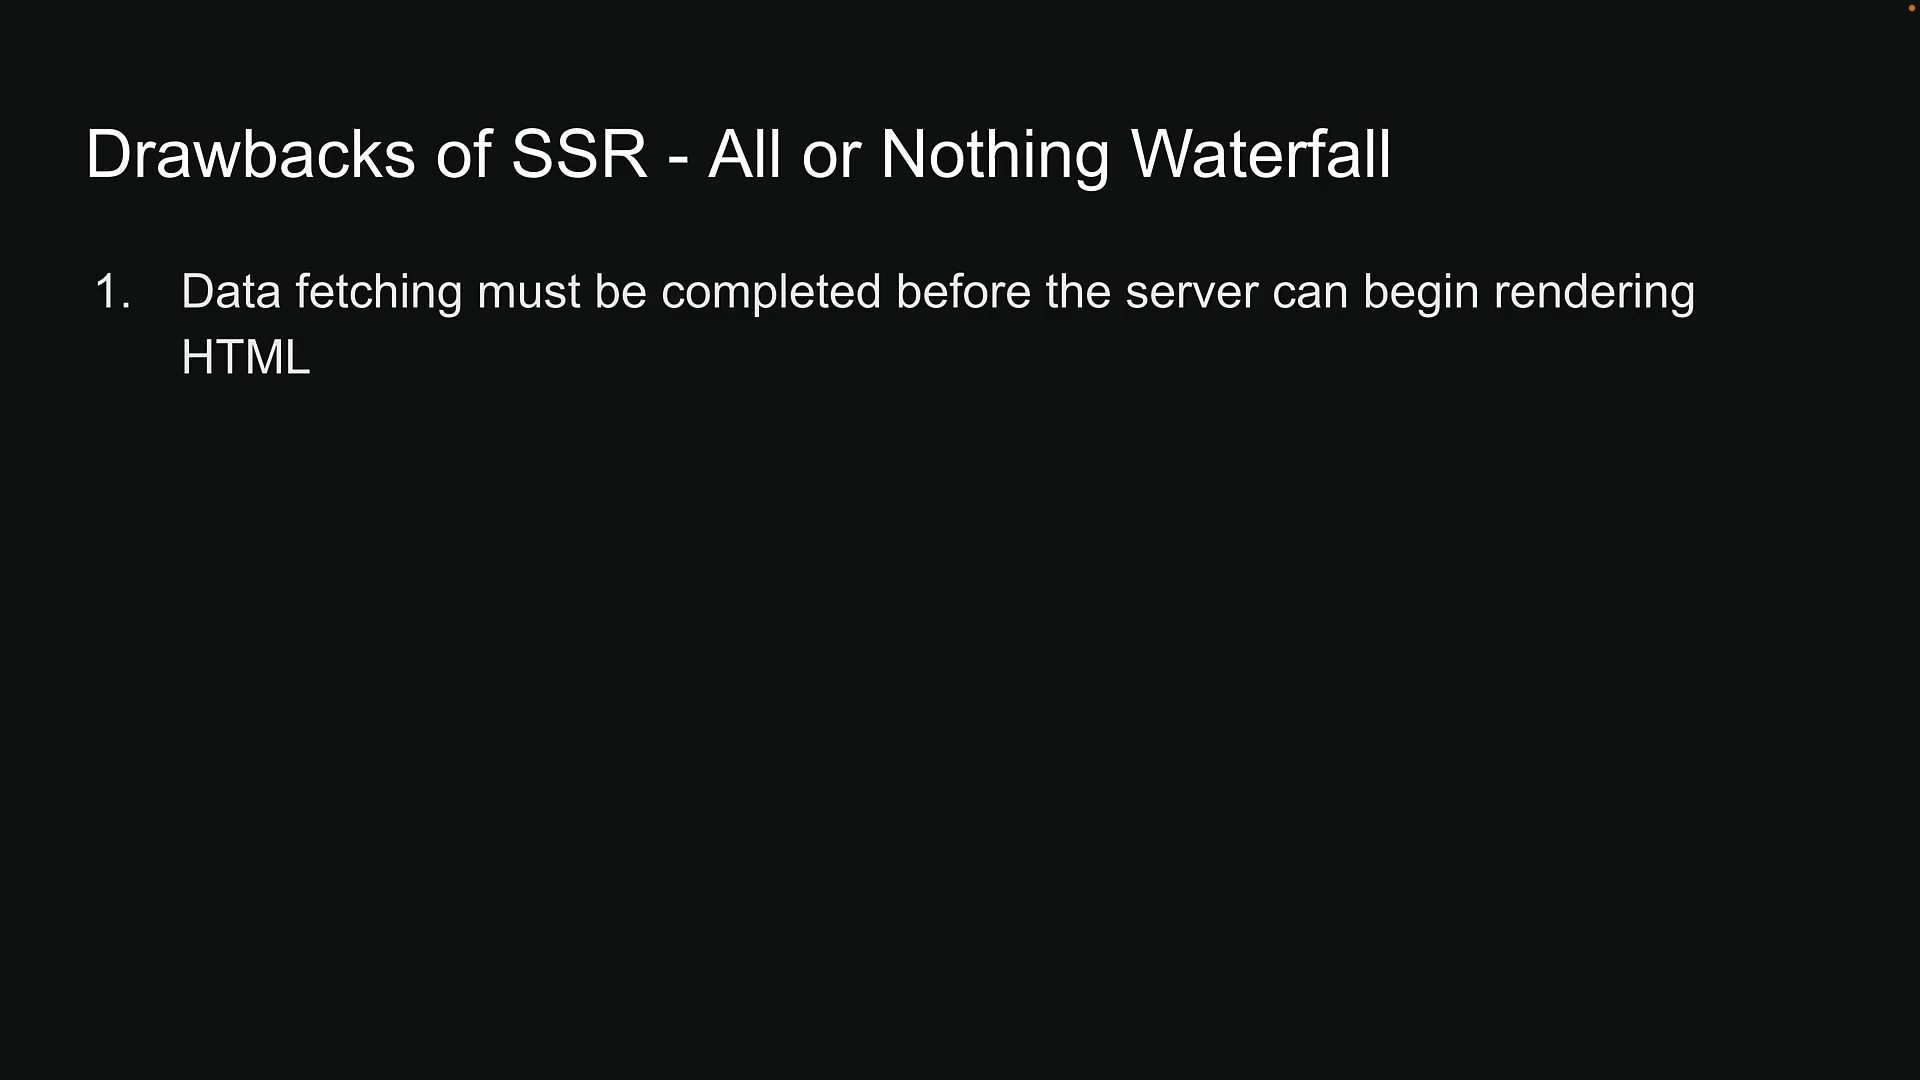 Drawbacks of SSR - All or Nothing Waterfall
1. Data fetching must be completed before the server can begin rendering
HTML